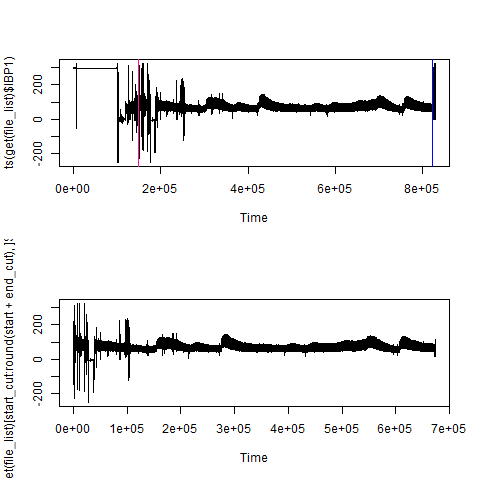 ts(get(file_list)$IBP1)
200
0
-200
0e+00 2e+05 4e+05 6e+05 8e+05
Time
et(file_list)[start_cut:round(start + end_cut), ]$
200
0
-200
0e+00 1e+05 2e+05 3e+05 4e+05 5e+05 6e+05 7e+05
Time